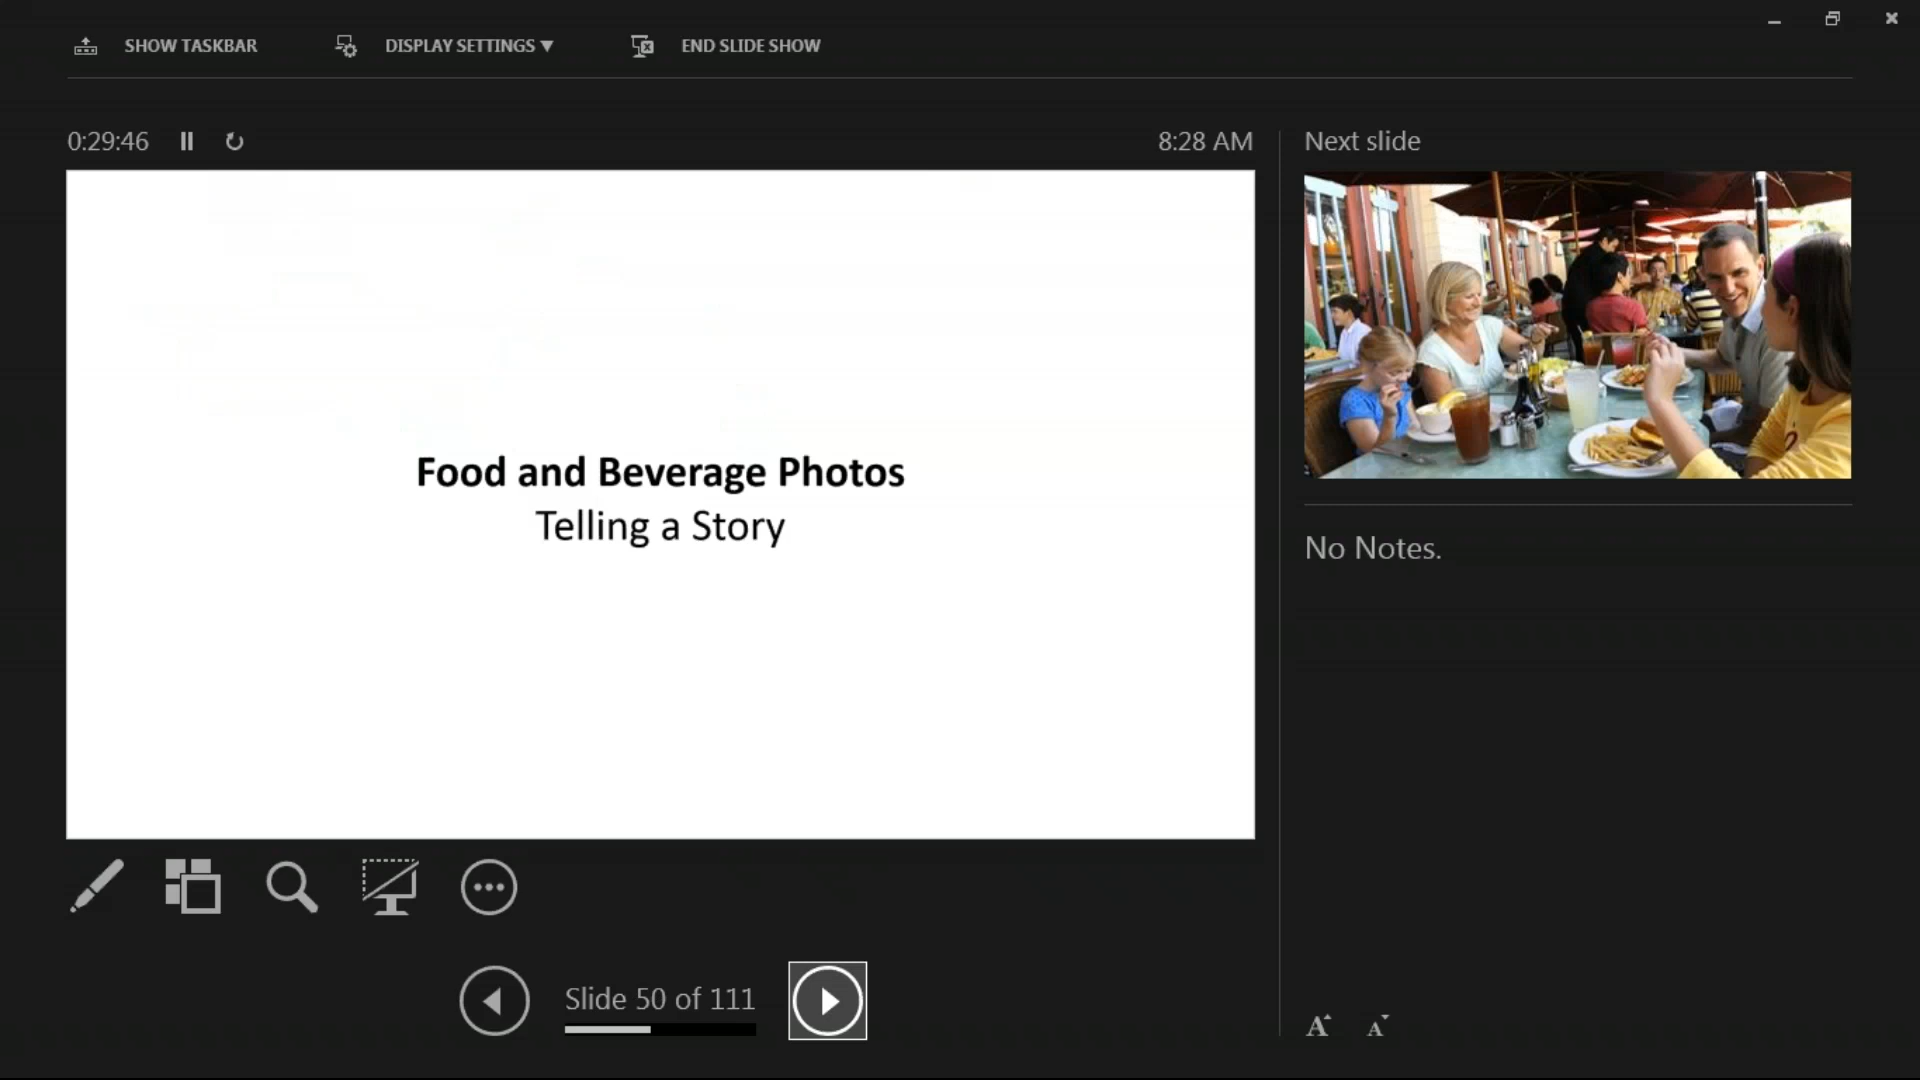 SHOW TASKBAR
DISPLAY SETTINGS ▼
END SLIDE SHOW
0:29:46
8:28 AM
Next slide
Food and Beverage Photos
Telling a Story
No Notes.
Slide 50 of 111
A
A